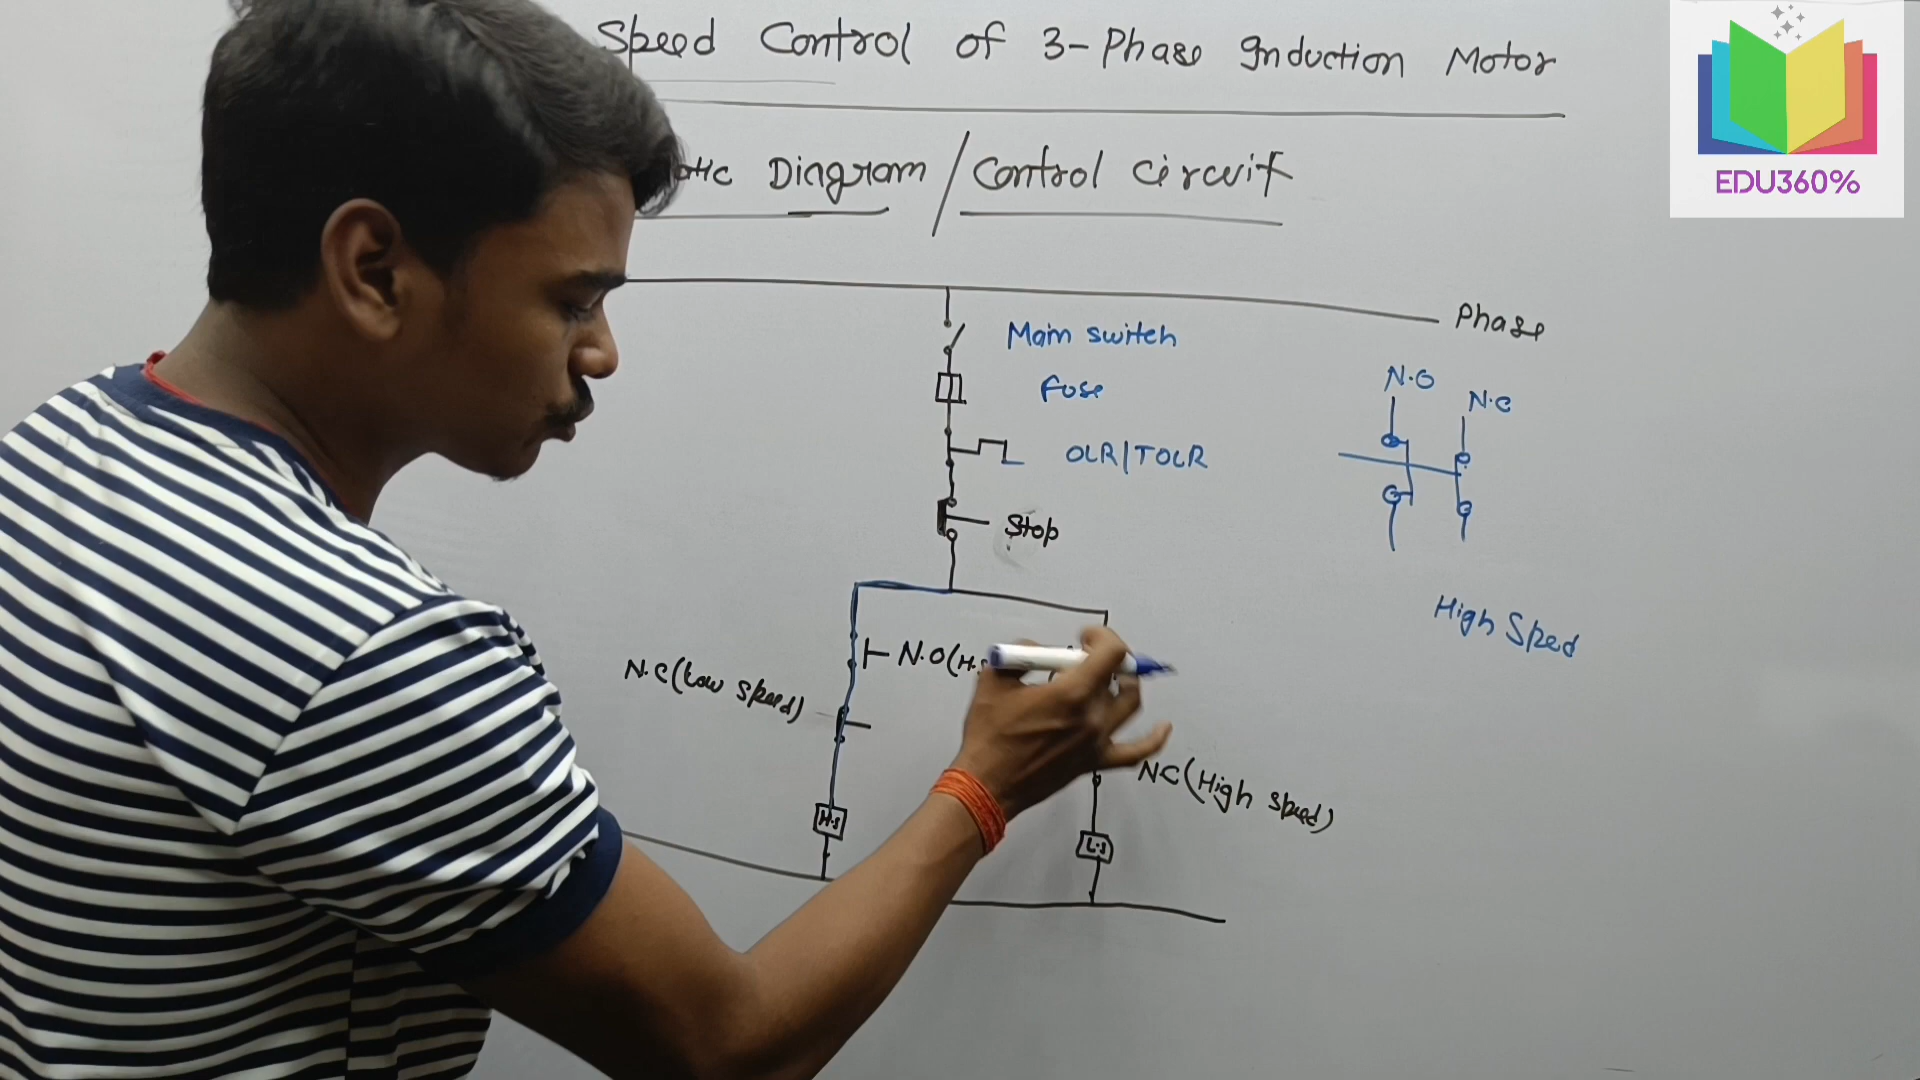 Speed Control of 3-Phase Induction Motor
EDU360%
Diagram / Control Circuit
Phase
Main switch
N.O
N.C
fuse
OLR/TOLR
Stop
High Speed
N.O(H.S
N.C(Low Speed)
NC(High Speed)
H.S
L.S